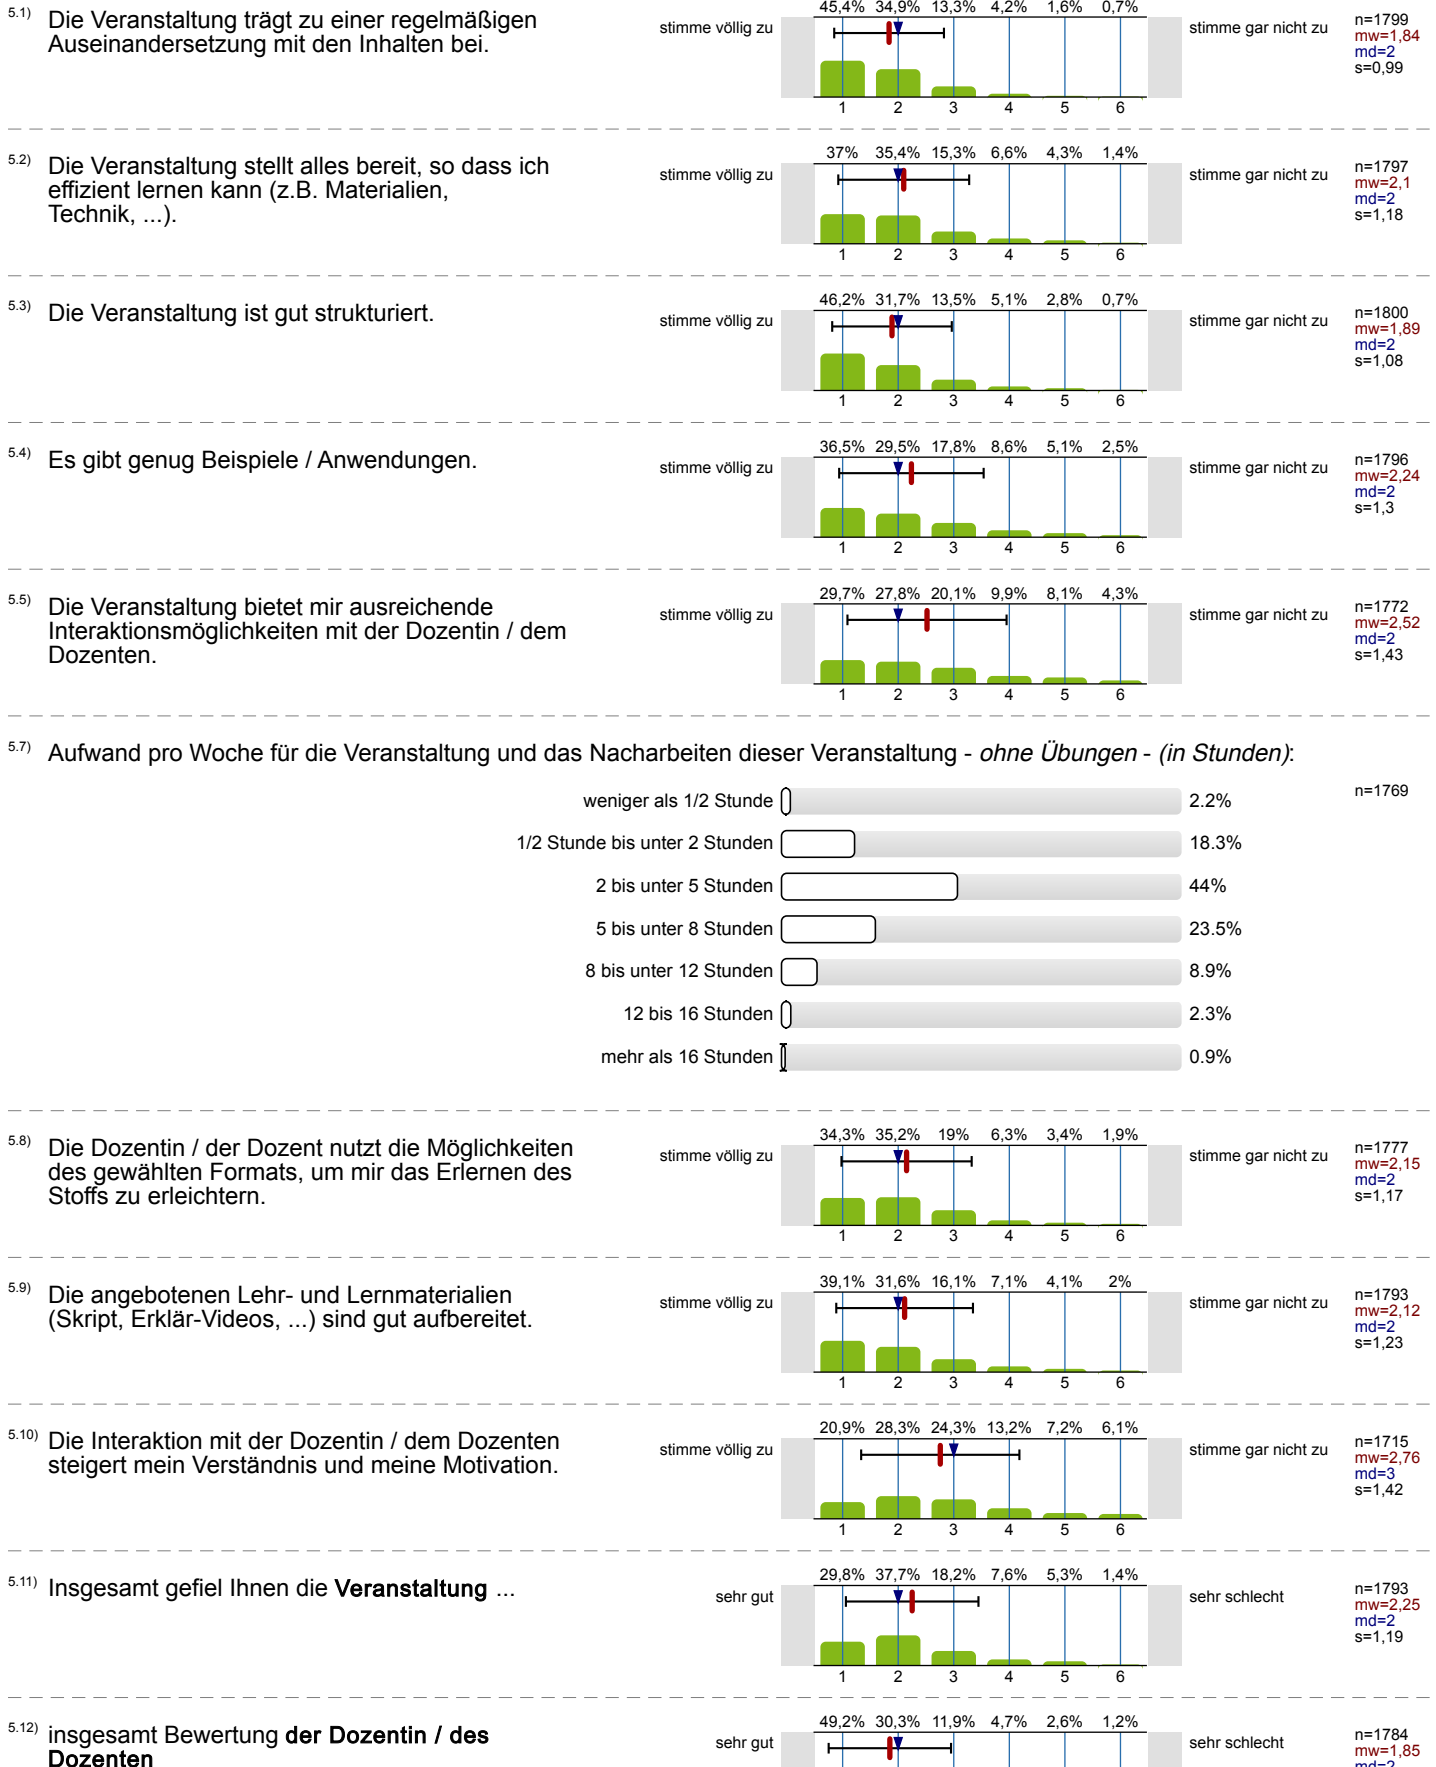 5.1) Die Veranstaltung trägt zu einer regelmäßigen
Auseinandersetzung mit den Inhalten bei.
stimme völlig zu
45,4% 34,9% 13,3% 4,2% 1,6% 0,7%
1 2 3 4 5 6
stimme gar nicht zu
n=1799
mw=1,84
md=2
s=0,99
5.2) Die Veranstaltung stellt alles bereit, so dass ich
effizient lernen kann (z.B. Materialien,
Technik, ...).
stimme völlig zu
37% 35,4% 15,3% 6,6% 4,3% 1,4%
1 2 3 4 5 6
stimme gar nicht zu
n=1797
mw=2,1
md=2
s=1,18
5.3) Die Veranstaltung ist gut strukturiert.
stimme völlig zu
46,2% 31,7% 13,5% 5,1% 2,8% 0,7%
1 2 3 4 5 6
stimme gar nicht zu
n=1800
mw=1,89
md=2
s=1,08
5.4) Es gibt genug Beispiele / Anwendungen.
stimme völlig zu
36,5% 29,5% 17,8% 8,6% 5,1% 2,5%
1 2 3 4 5 6
stimme gar nicht zu
n=1796
mw=2,24
md=2
s=1,3
5.5) Die Veranstaltung bietet mir ausreichende
Interaktionsmöglichkeiten mit der Dozentin / dem
Dozenten.
stimme völlig zu
29,7% 27,8% 20,1% 9,9% 8,1% 4,3%
1 2 3 4 5 6
stimme gar nicht zu
n=1772
mw=2,52
md=2
s=1,43
5.7) Aufwand pro Woche für die Veranstaltung und das Nacharbeiten dieser Veranstaltung - ohne Übungen - (in Stunden):
n=1769
weniger als 1/2 Stunde 2.2%
1/2 Stunde bis unter 2 Stunden 18.3%
2 bis unter 5 Stunden 44%
5 bis unter 8 Stunden 23.5%
8 bis unter 12 Stunden 8.9%
12 bis 16 Stunden 2.3%
mehr als 16 Stunden 0.9%
5.8) Die Dozentin / der Dozent nutzt die Möglichkeiten
des gewählten Formats, um mir das Erlernen des
Stoffs zu erleichtern.
stimme völlig zu
34,3% 35,2% 19% 6,3% 3,4% 1,9%
1 2 3 4 5 6
stimme gar nicht zu
n=1777
mw=2,15
md=2
s=1,17
5.9) Die angebotenen Lehr- und Lernmaterialien
(Skript, Erklär-Videos, ...) sind gut aufbereitet.
stimme völlig zu
39,1% 31,6% 16,1% 7,1% 4,1% 2%
1 2 3 4 5 6
stimme gar nicht zu
n=1793
mw=2,12
md=2
s=1,23
5.10) Die Interaktion mit der Dozentin / dem Dozenten
steigert mein Verständnis und meine Motivation.
stimme völlig zu
20,9% 28,3% 24,3% 13,2% 7,2% 6,1%
1 2 3 4 5 6
stimme gar nicht zu
n=1715
mw=2,76
md=3
s=1,42
5.11) Insgesamt gefiel Ihnen die Veranstaltung ...
sehr gut
29,8% 37,7% 18,2% 7,6% 5,3% 1,4%
1 2 3 4 5 6
sehr schlecht
n=1793
mw=2,25
md=2
s=1,19
5.12) insgesamt Bewertung der Dozentin / des
Dozenten
sehr gut
49,2% 30,3% 11,9% 4,7% 2,6% 1,2%
sehr schlecht
n=1784
mw=1,85
md=2